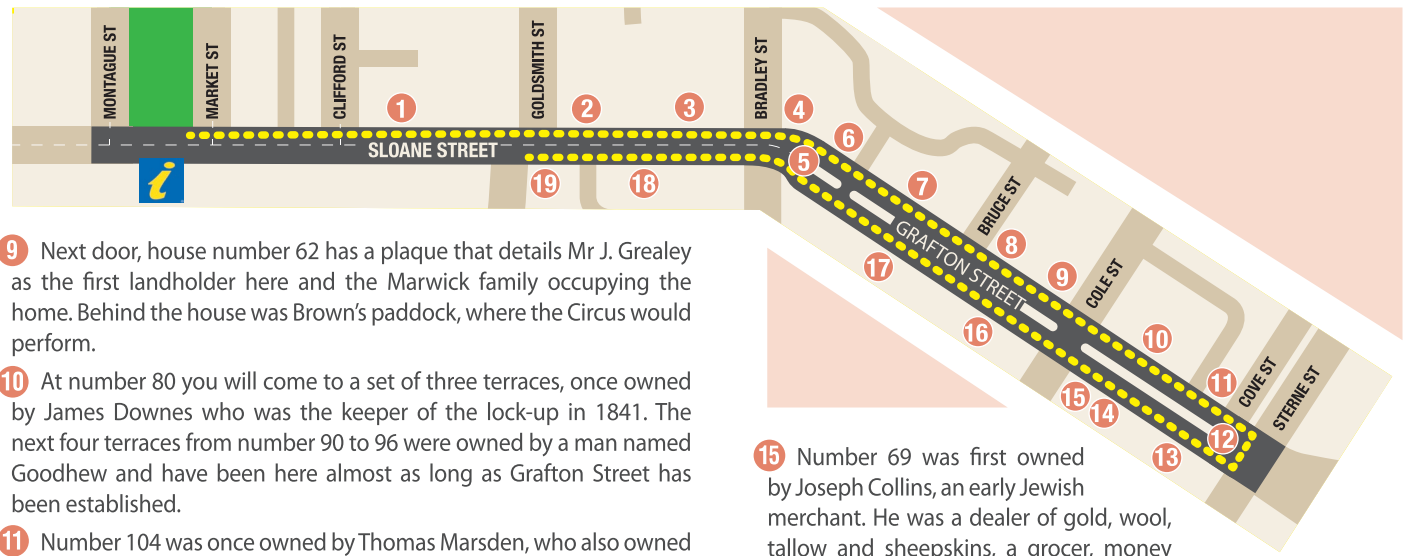 MONTAGUE ST
MARKET ST
CLIFFORD ST
GOLDSMITH ST
BRADLEY ST
1
2
3
4
5
6
7
8
9
10
11
12
13
14
15
16
17
18
19
SLOANE STREET
i
GRAFTON STREET
BRUCE ST
COLE ST
COVE ST
STERNE ST
9 Next door, house number 62 has a plaque that details Mr J. Grealey
as the first landholder here and the Marwick family occupying the
home. Behind the house was Brown’s paddock, where the Circus would
perform.
10 At number 80 you will come to a set of three terraces, once owned
by James Downes who was the keeper of the lock-up in 1841. The
next four terraces from number 90 to 96 were owned by a man named
Goodhew and have been here almost as long as Grafton Street has
been established.
11 Number 104 was once owned by Thomas Marsden, who also owned
15 Number 69 was first owned
by Joseph Collins, an early Jewish
merchant. He was a dealer of gold, wool,
tallow and sheepskins, a grocer, money